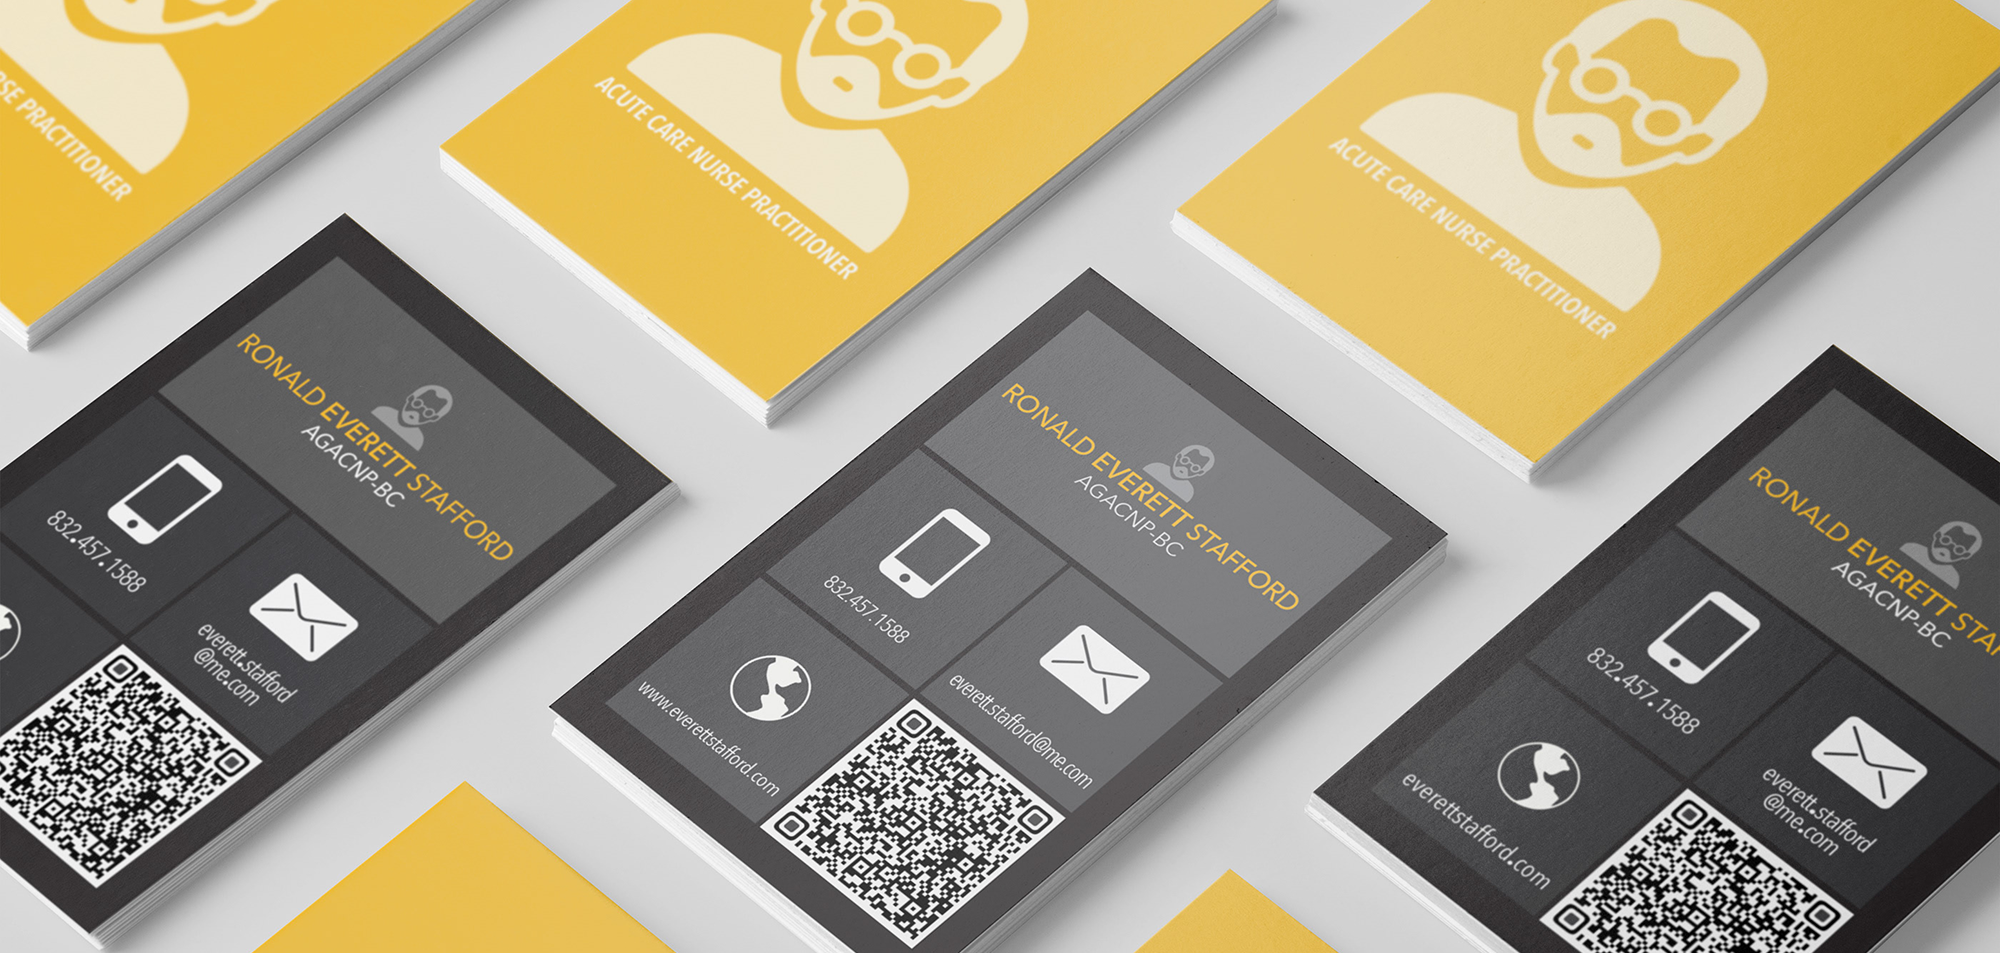 SE PRACTITIONER
ACUTE CARE NURSE PRACTITIONER
ACUTE CARE NURSE PRACTITIONER
RONALD EVERETT STAFFORD
AGACNP-BC
832.457.1588
everett.stafford
@me.com
RONALD EVERETT STAFFORD
AGACNP-BC
832.457.1588
everett.stafford@me.com
www.everettstafford.com
RONALD EVERETT STAF
AGACNP-BC
832.457.1588
everett.stafford
@me.com
everettstafford.com